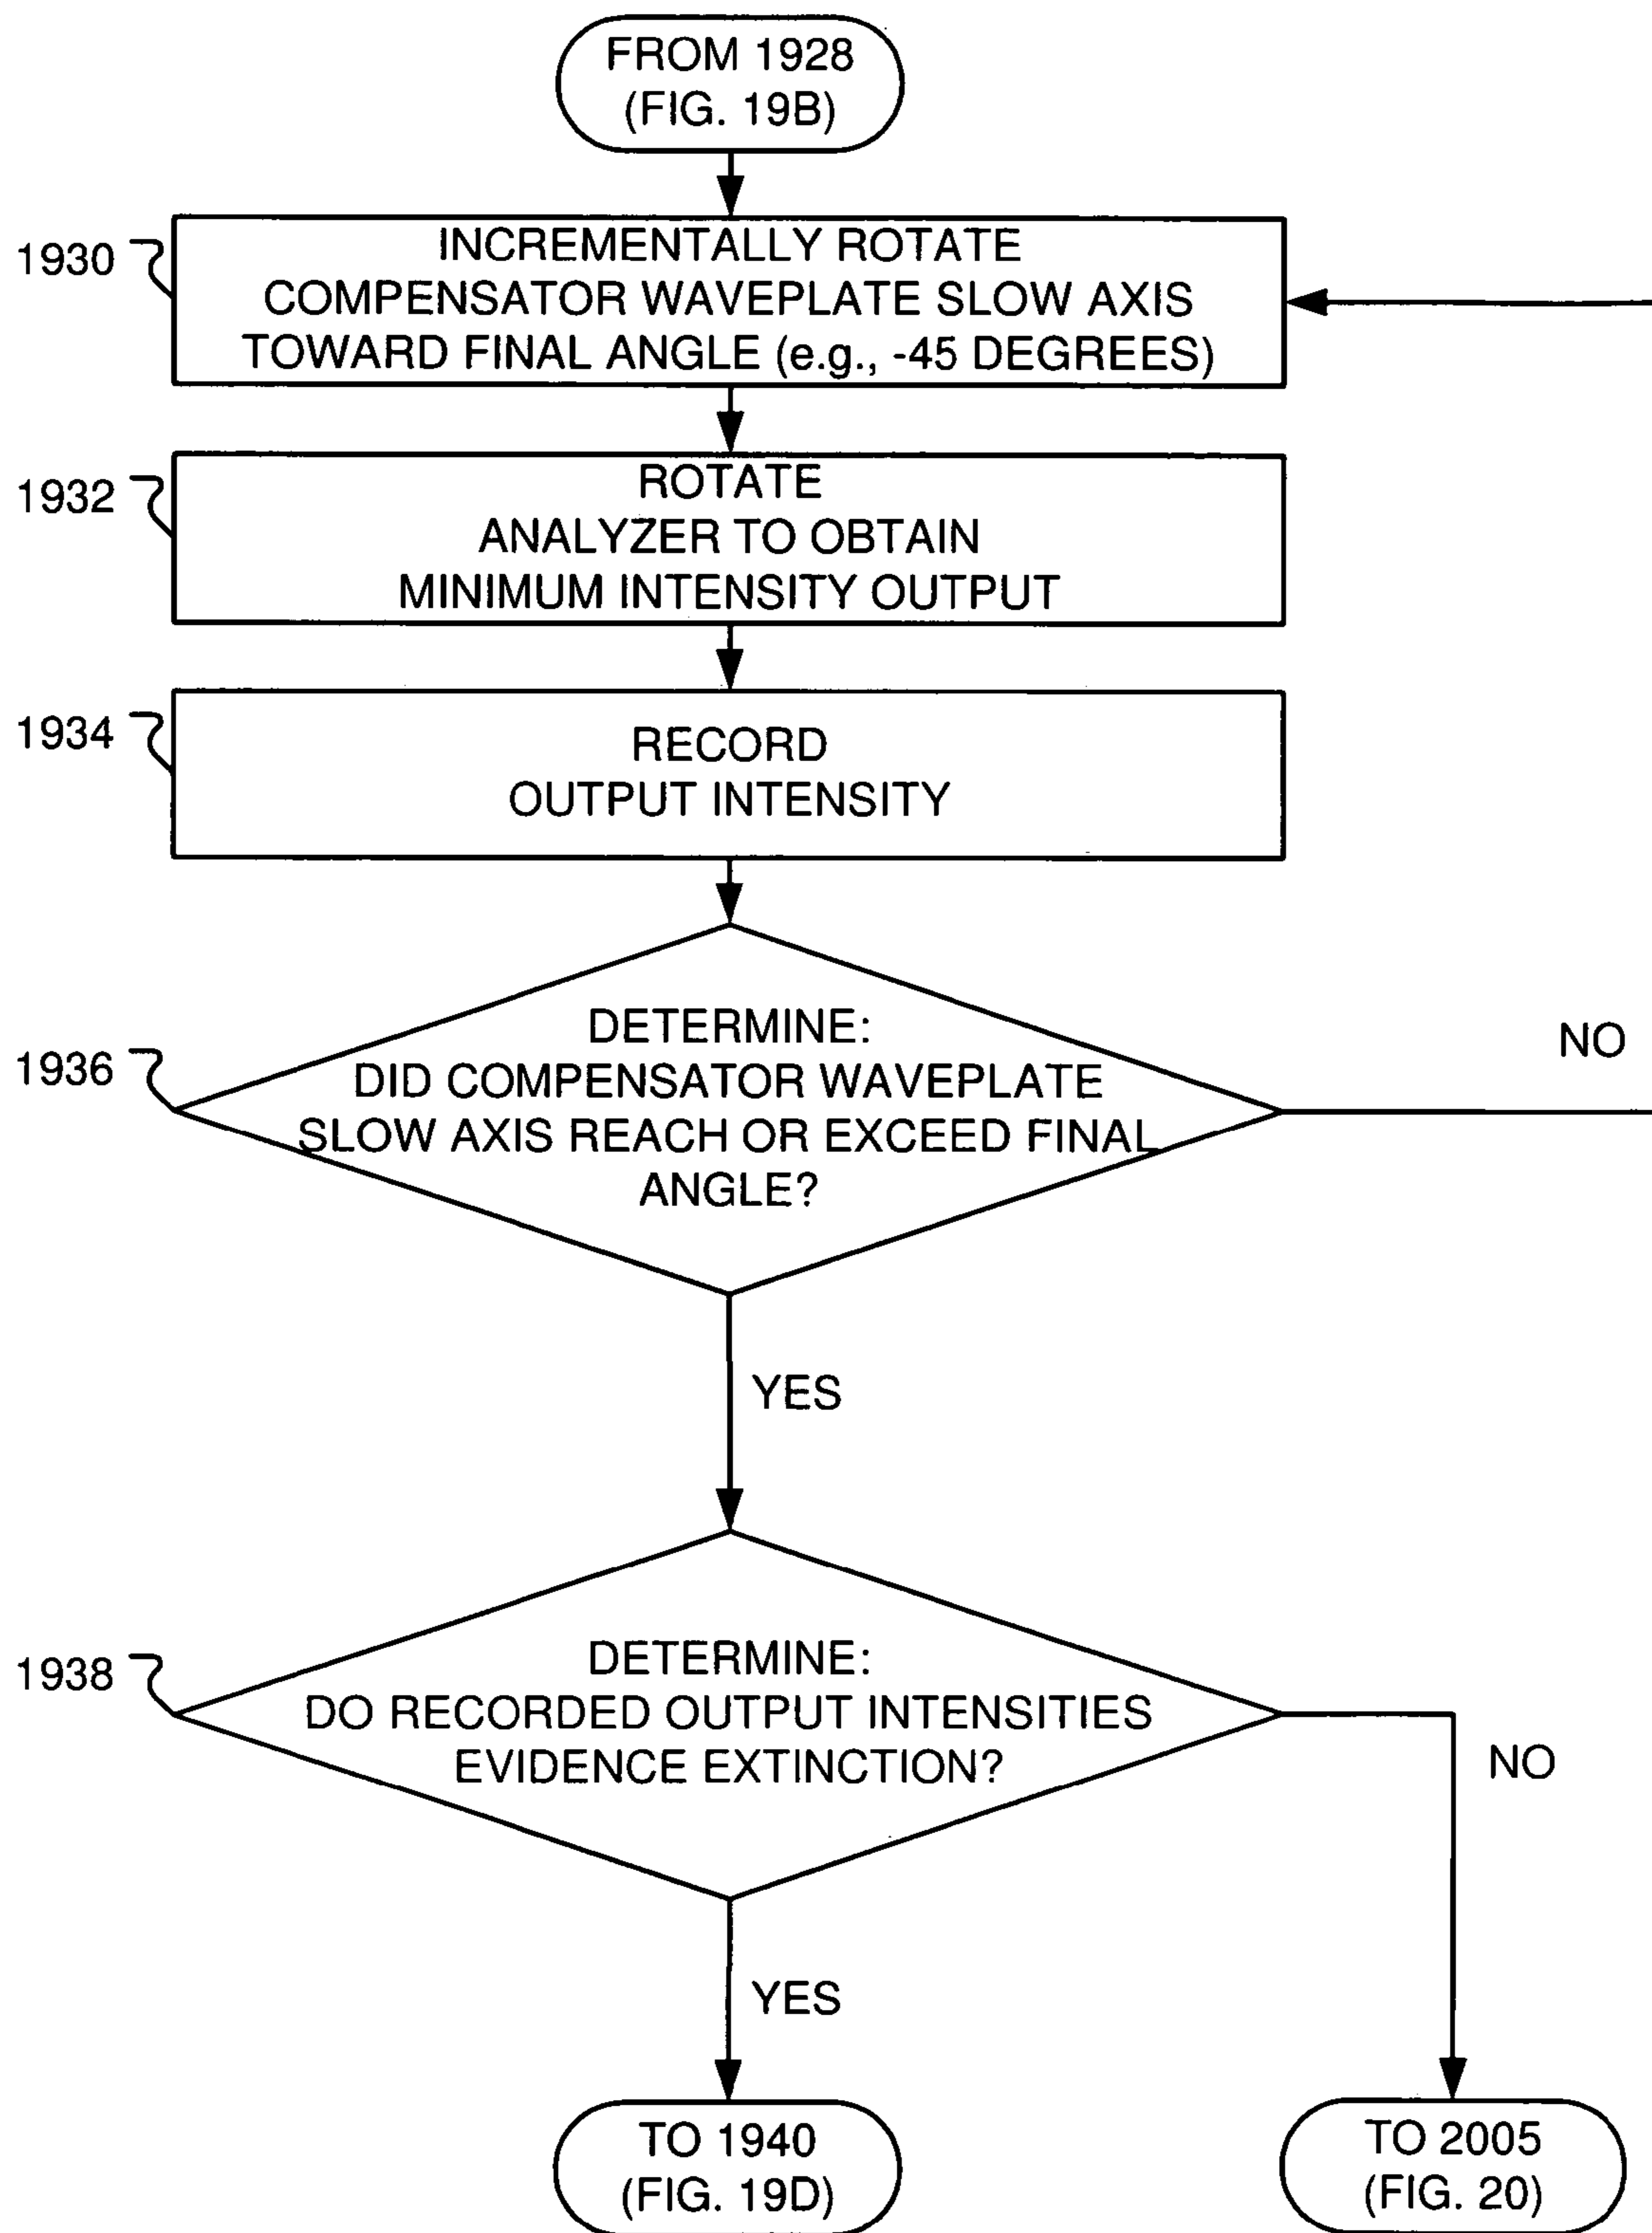 FROM 1928
(FIG. 19B)
1930
INCREMENTALLY ROTATE
COMPENSATOR WAVEPLATE SLOW AXIS
TOWARD FINAL ANGLE (e.g., -45 DEGREES)
1932
ROTATE
ANALYZER TO OBTAIN
MINIMUM INTENSITY OUTPUT
1934
RECORD
OUTPUT INTENSITY
1936
DETERMINE:
DID COMPENSATOR WAVEPLATE
SLOW AXIS REACH OR EXCEED FINAL
ANGLE?
NO
YES
1938
DETERMINE:
DO RECORDED OUTPUT INTENSITIES
EVIDENCE EXTINCTION?
NO
YES
TO 1940
(FIG. 19D)
TO 2005
(FIG. 20)